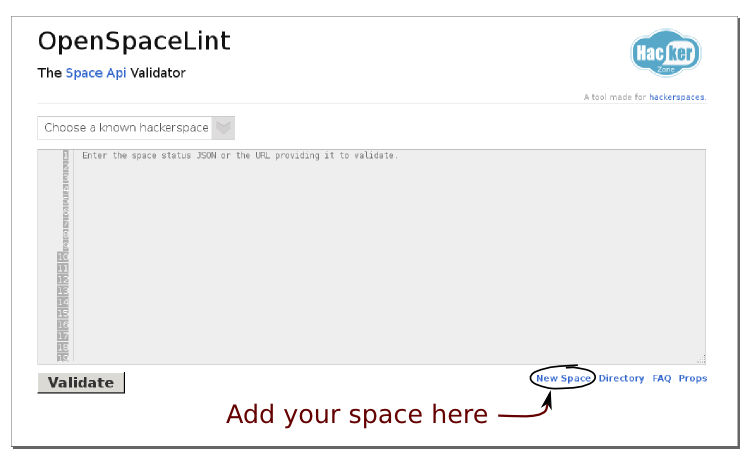 OpenSpaceLint
Hacker
Zone
The Space Api Validator
A tool made for hackerspaces.
Choose a known hackerspace
1 Enter the space status JSON or the URL providing it to validate.
2
3
4
5
6
7
8
9
10
11
12
13
14
15
16
17
18
19
Validate
New Space Directory FAQ Props
Add your space here